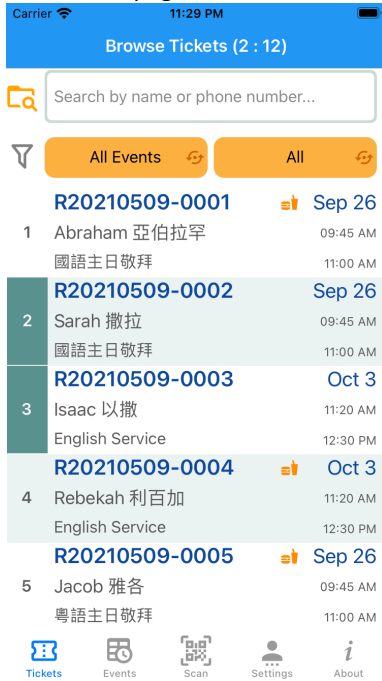 Carrier 11:29 PM
Browse Tickets (2 : 12)
Search by name or phone number...
All Events All
R20210509-0001 Sep 26
1 Abraham 亞伯拉罕 09:45 AM
國語主日敬拜 11:00 AM
R20210509-0002 Sep 26
2 Sarah 撒拉 09:45 AM
國語主日敬拜 11:00 AM
R20210509-0003 Oct 3
3 Isaac 以撒 11:20 AM
English Service 12:30 PM
R20210509-0004 Oct 3
4 Rebekah 利百加 11:20 AM
English Service 12:30 PM
R20210509-0005 Sep 26
5 Jacob 雅各 09:45 AM
粵語主日敬拜 11:00 AM
Tickets Events Scan Settings About